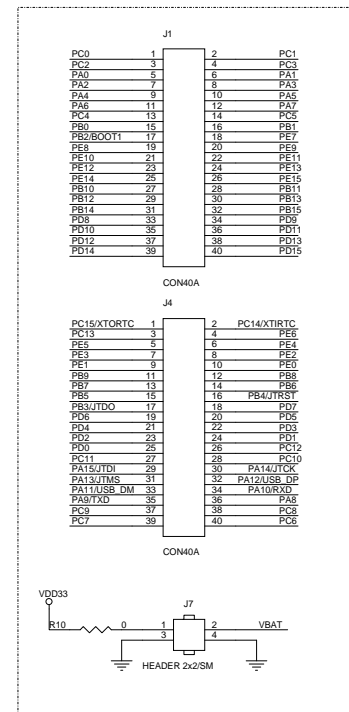 J1
PC0 1 2 PC1
PC2 3 4 PC3
PA0 5 6 PA1
PA2 7 8 PA3
PA4 9 10 PA5
PA6 11 12 PA7
PC4 13 14 PC5
PB0 15 16 PB1
PB2/BOOT1 17 18 PE7
PE8 19 20 PE9
PE10 21 22 PE11
PE12 23 24 PE13
PE14 25 26 PE15
PB10 27 28 PB11
PB12 29 30 PB13
PB14 31 32 PB15
PD8 33 34 PD9
PD10 35 36 PD11
PD12 37 38 PD13
PD14 39 40 PD15
CON40A
J4
PC15/XTORTC 1 2 PC14/XTIRTC
PC13 3 4 PE6
PE5 5 6 PE4
PE3 7 8 PE2
PE1 9 10 PE0
PB9 11 12 PB8
PB7 13 14 PB6
PB5 15 16 PB4/JTRST
PB3/JTDO 17 18 PD7
PD6 19 20 PD5
PD4 21 22 PD3
PD2 23 24 PD1
PD0 25 26 PC12
PC11 27 28 PC10
PA15/JTDI 29 30 PA14/JTCK
PA13/JTMS 31 32 PA12/USB_DP
PA11/USB_DM 33 34 PA10/RXD
PA9/TXD 35 36 PA8
PC9 37 38 PC8
PC7 39 40 PC6
CON40A
VDD33
J7
R10 0 1 2 VBAT
3 4
HEADER 2x2/SM